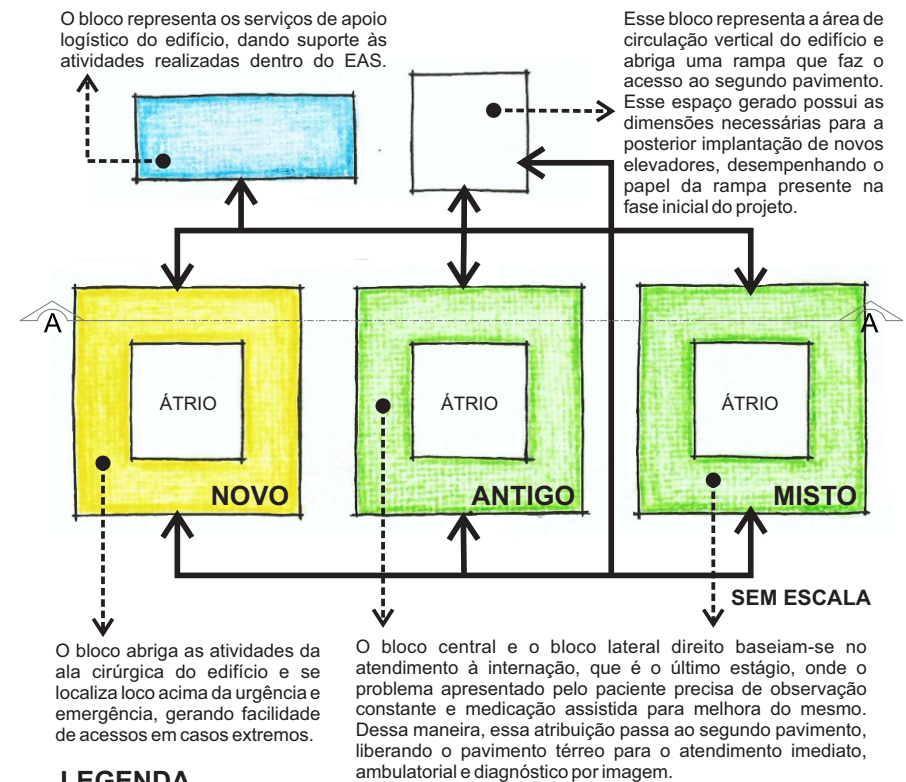 O bloco representa os serviços de apoio
logístico do edifício, dando suporte às
atividades realizadas dentro do EAS.
Esse bloco representa a área de
circulação vertical do edifício e
abriga uma rampa que faz o
acesso ao segundo pavimento.
Esse espaço gerado possui as
dimensões necessárias para a
posterior implantação de novos
elevadores, desempenhando o
papel da rampa presente na
fase inicial do projeto.
A
A
ÁTRIO
ÁTRIO
ÁTRIO
NOVO
ANTIGO
MISTO
SEM ESCALA
O bloco abriga as atividades da
ala cirúrgica do edifício e se
localiza loco acima da urgência e
emergência, gerando facilidade
de acessos em casos extremos.
O bloco central e o bloco lateral direito baseiam-se no
atendimento à internação, que é o último estágio, onde o
problema apresentado pelo paciente precisa de observação
constante e medicação assistida para melhora do mesmo.
Dessa maneira, essa atribuição passa ao segundo pavimento,
liberando o pavimento térreo para o atendimento imediato,
ambulatorial e diagnóstico por imagem.
LEGENDA